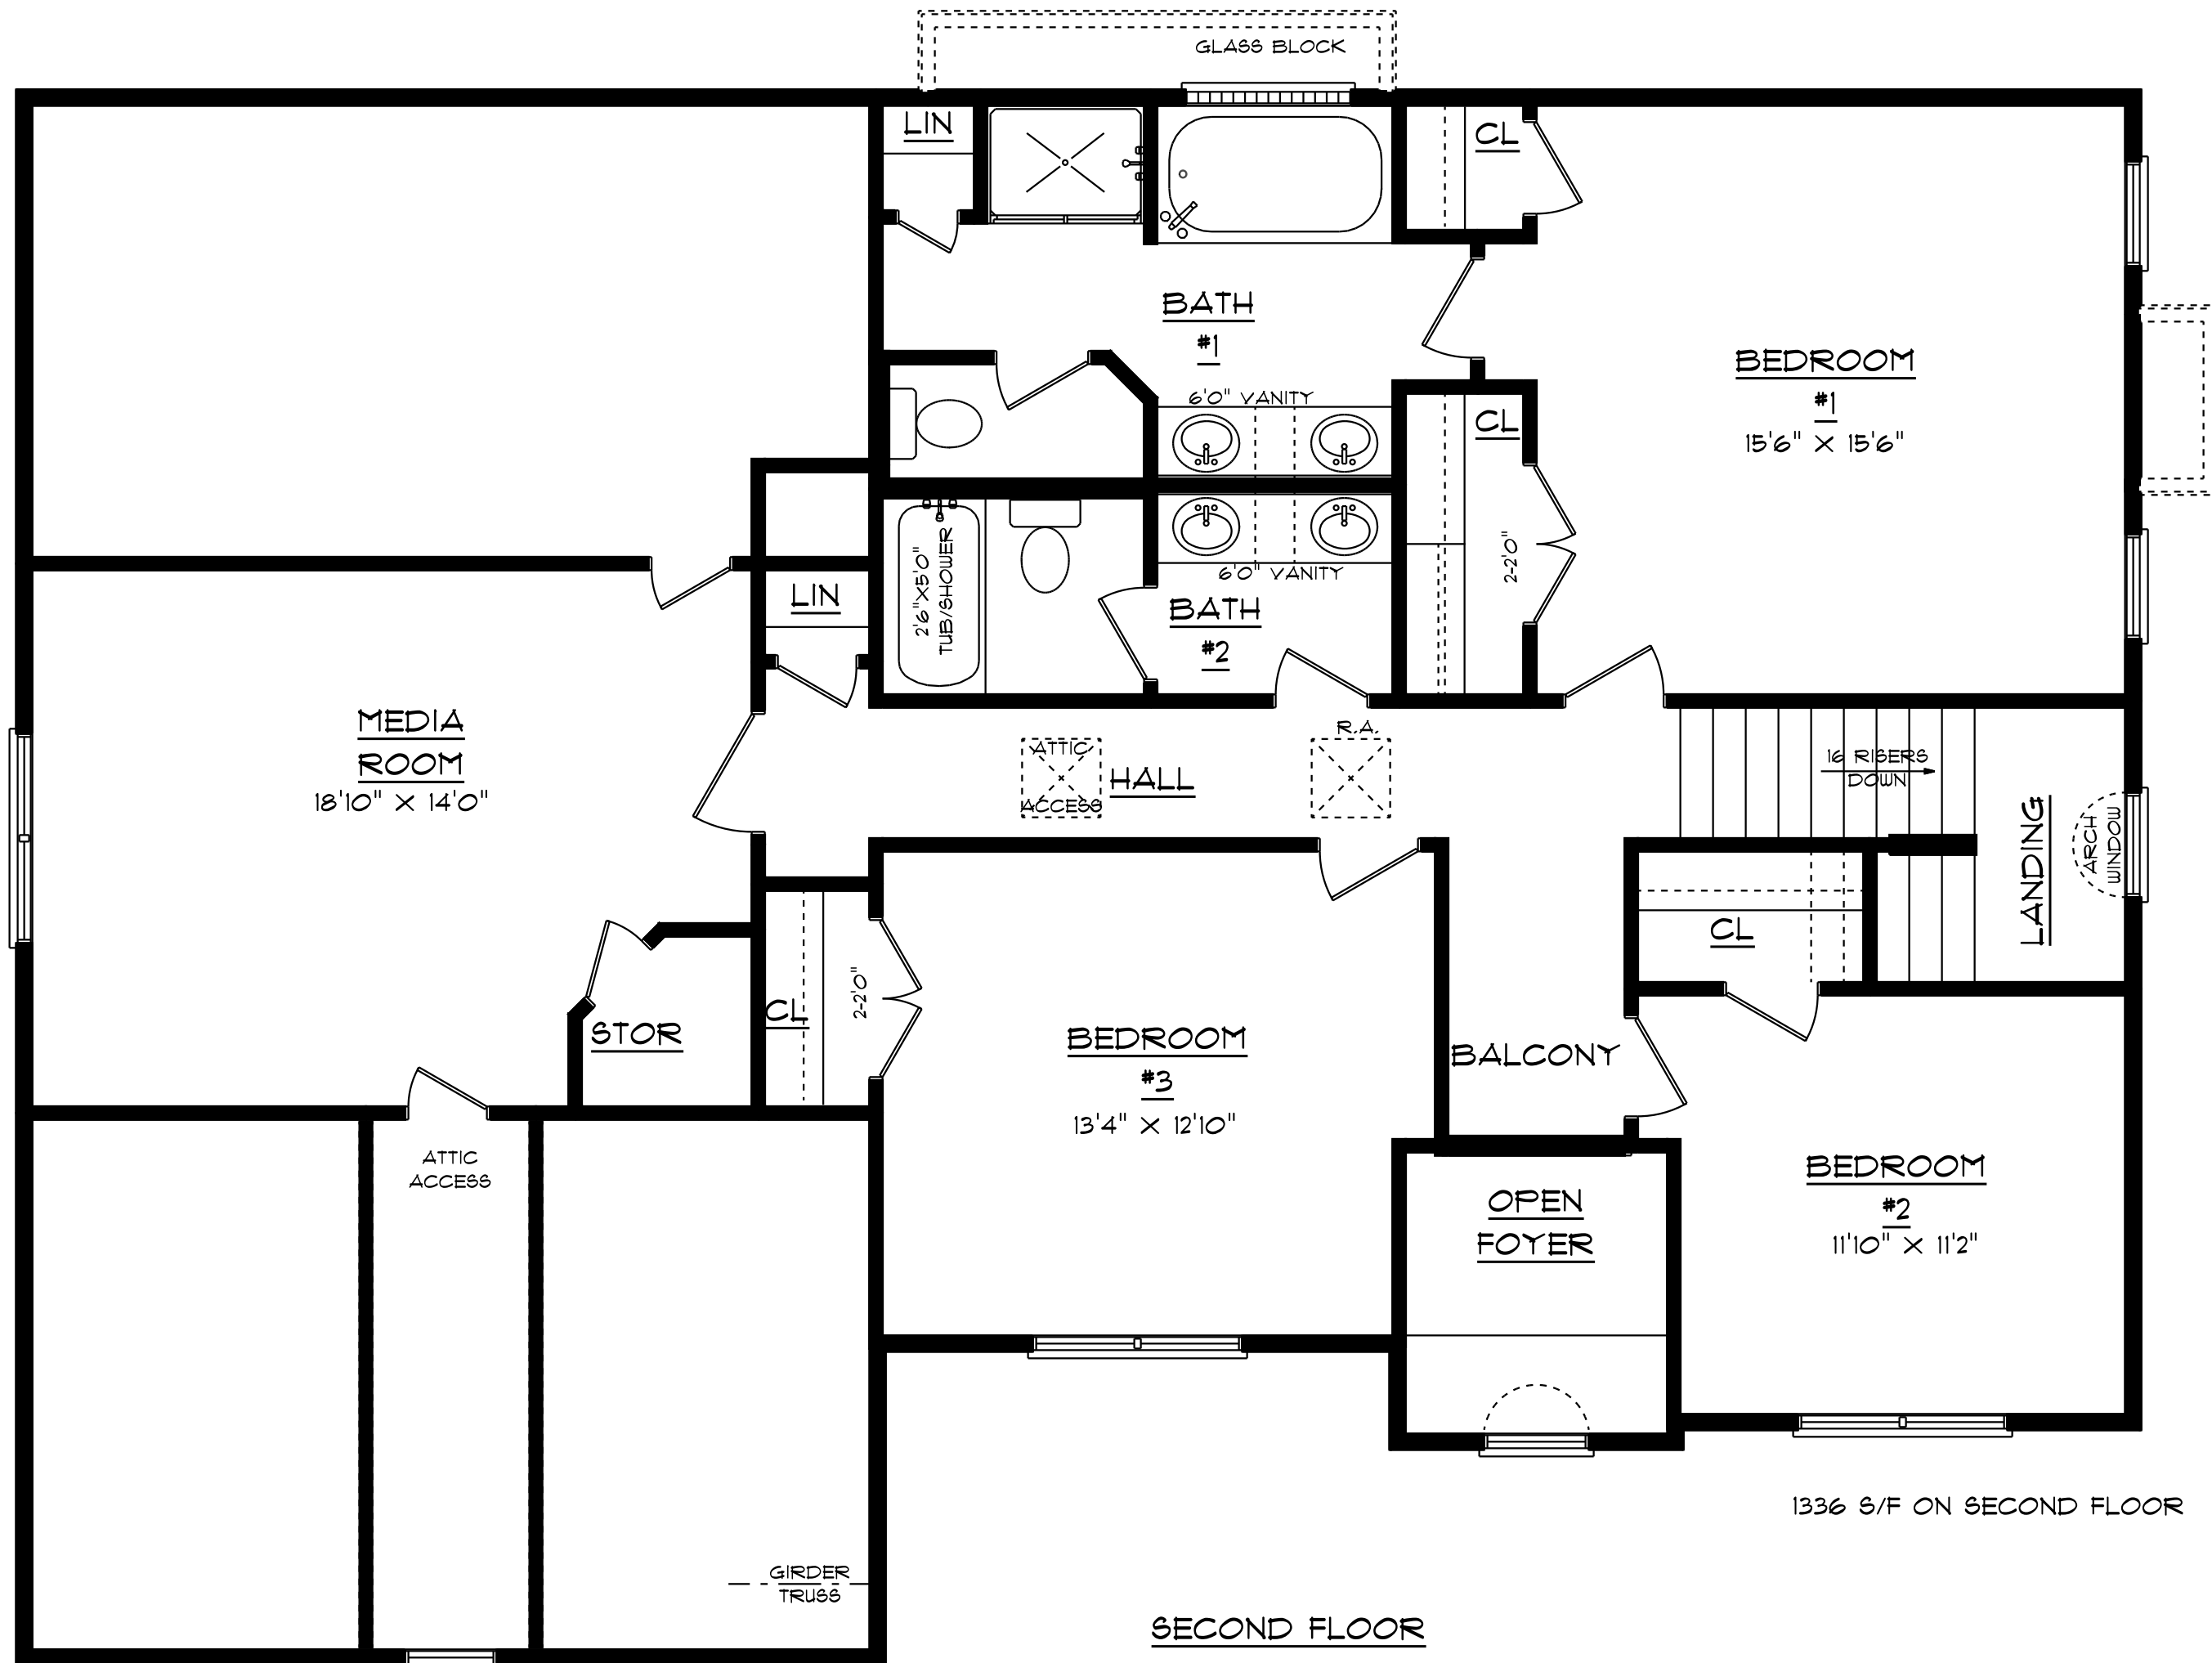 GLASS BLOCK
LIN
CL
BATH
#1
6'0" VANITY
BEDROOM
#1
15'6" X 15'6"
CL
2-2'0"
LIN
2'6"X5'0"
TUB/SHOWER
6'0" VANITY
BATH
#2
MEDIA
ROOM
18'10" X 14'0"
ATTIC
ACCESS
HALL
R.A.
16 RISERS
DOWN
LANDING
ARCH
WINDOW
CL
STOR
CL
2-2'0"
BEDROOM
#3
13'4" X 12'10"
BALCONY
ATTIC
ACCESS
OPEN
FOYER
BEDROOM
#2
11'10" X 11'2"
1336 S/F ON SECOND FLOOR
GIRDER
TRUSS
SECOND FLOOR